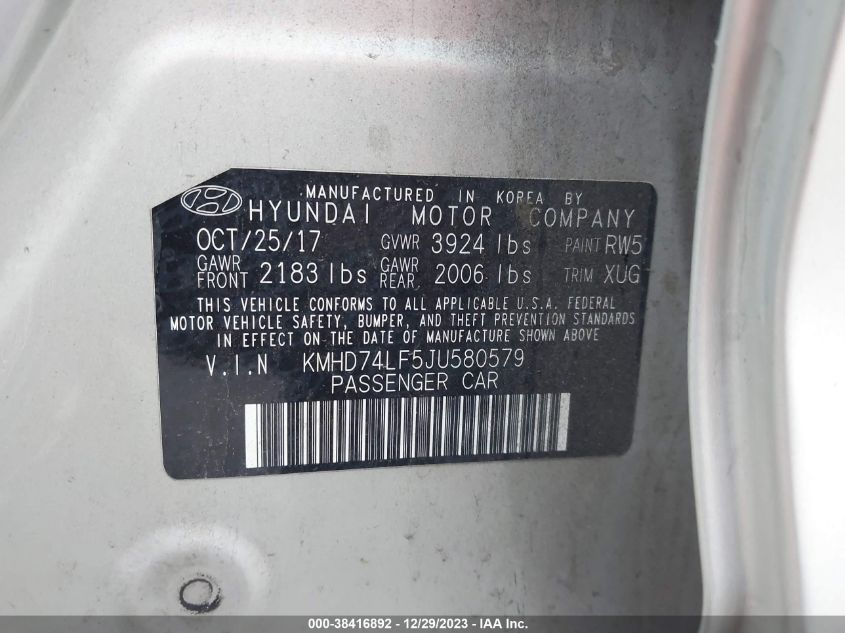 MANUFACTURED IN KOREA BY
HYUNDAI MOTOR COMPANY
OCT/25/17 GVWR 3924 lbs PAINT RW5
GAWR FRONT 2183 lbs GAWR REAR 2006 lbs TRIM XUG
THIS VEHICLE CONFORMS TO ALL APPLICABLE U.S.A. FEDERAL
MOTOR VEHICLE SAFETY, BUMPER, AND THEFT PREVENTION STANDARDS
IN EFFECT ON THE DATE OF MANUFACTURE SHOWN ABOVE
V.I.N KMHD74LF5JU580579
PASSENGER CAR
000-38416892 - 12/29/2023 - IAAI.COM